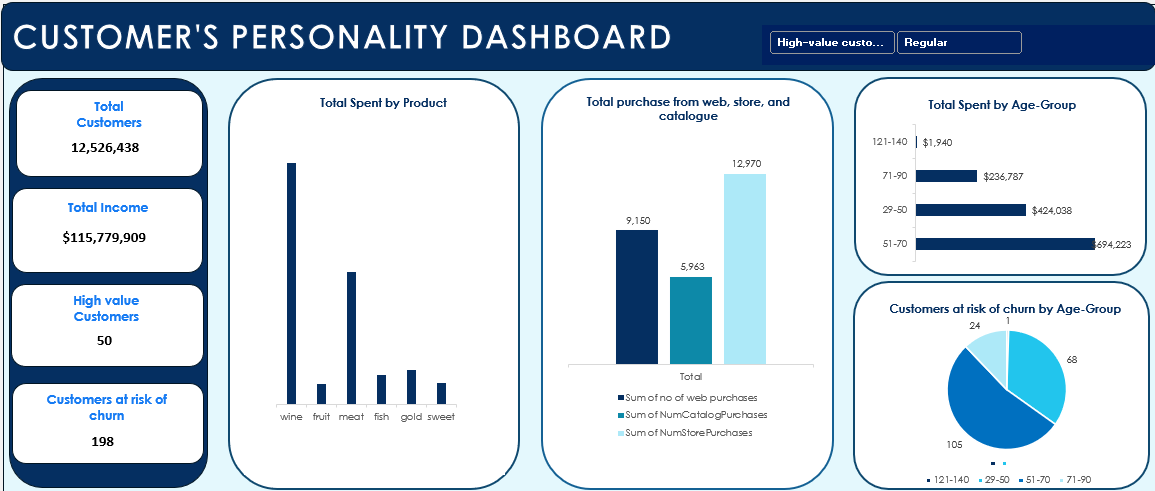 CUSTOMER'S PERSONALITY DASHBOARD
High-value custo...
Regular
Total
Customers
12,526,438
Total Income
$115,779,909
High value
Customers
50
Customers at risk of
churn
198
Total Spent by Product
wine fruit meat fish gold sweet
Total purchase from web, store, and
catalogue
12,970
9,150
5,963
Total
Sum of no of web purchases
Sum of NumCatalogPurchases
Sum of NumStorePurchases
Total Spent by Age-Group
121-140 $1,940
71-90 $236,787
29-50 $424,038
51-70 $694,223
Customers at risk of churn by Age-Group
1
24
68
105
121-140 29-50 51-70 71-90